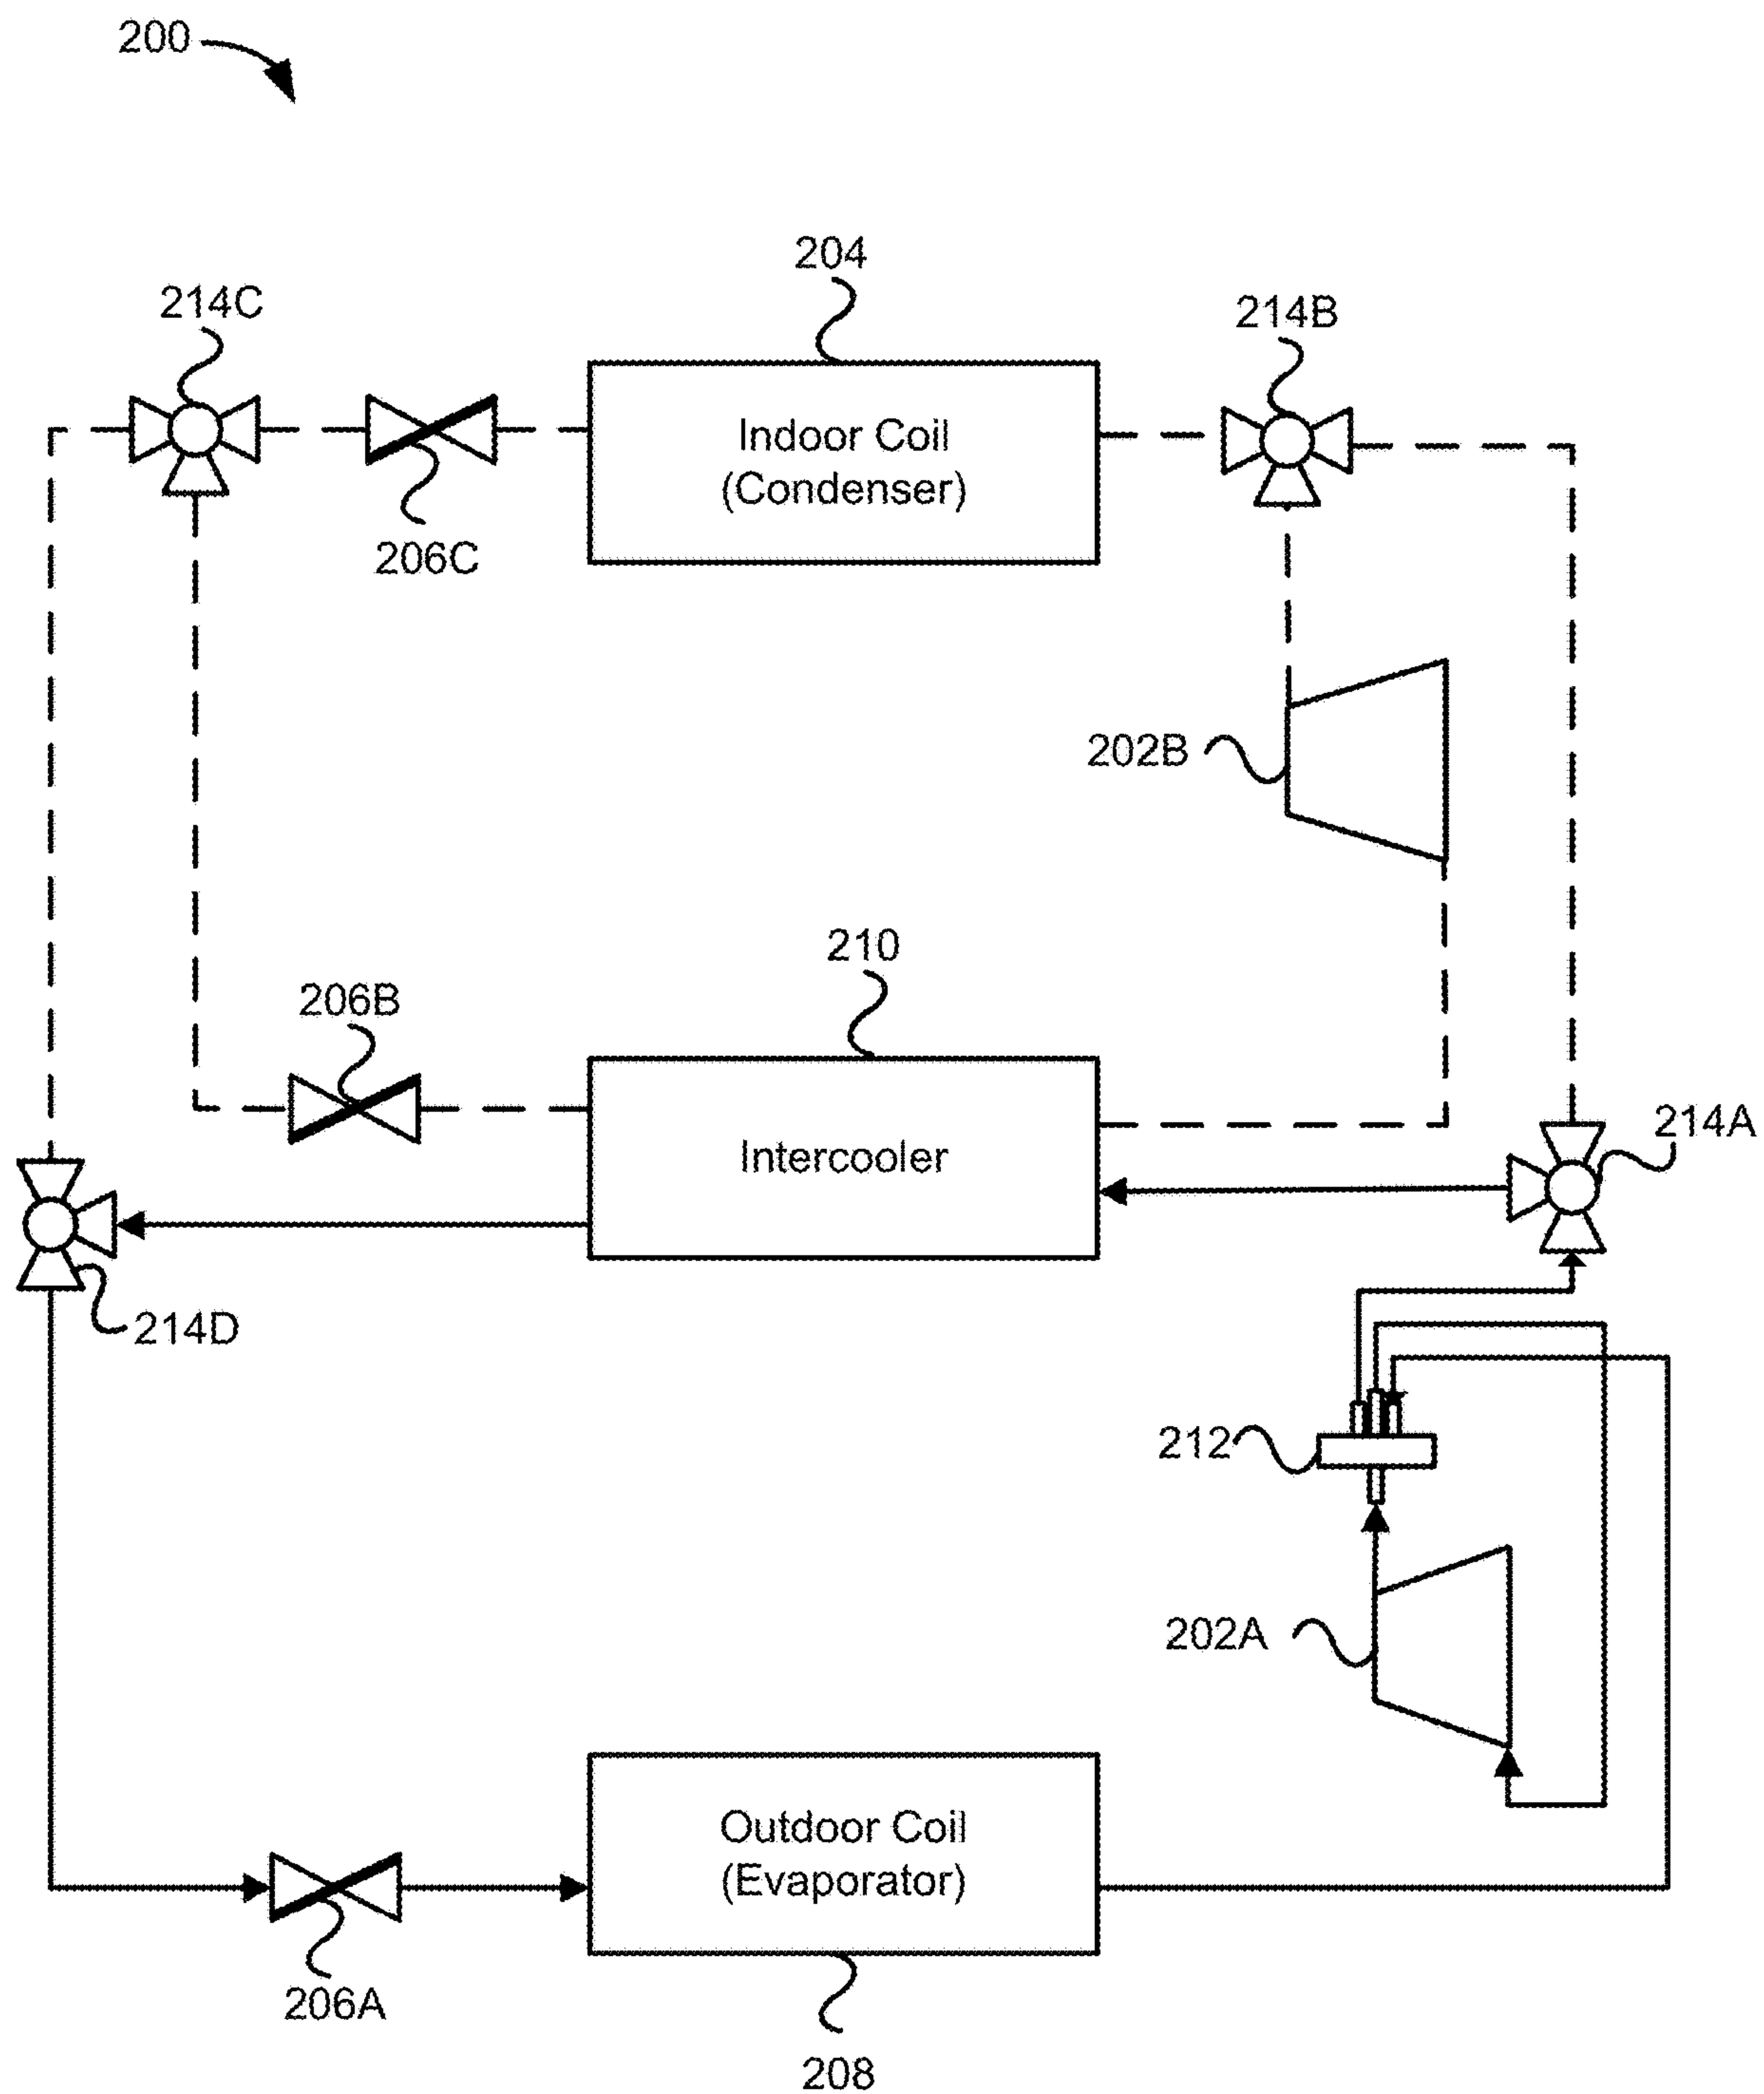 200
204
214C
214B
Indoor Coil
(Condenser)
206C
202B
210
206B
214A
Intercooler
214D
212
202A
Outdoor Coil
(Evaporator)
206A
208